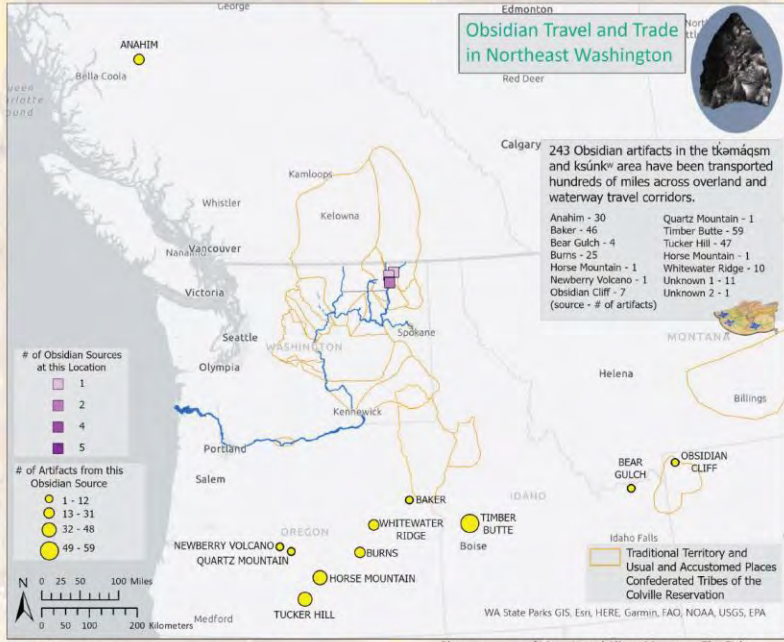 Obsidian Travel and Trade
in Northeast Washington
243 Obsidian artifacts in the tk̓əmáqsm
and ksúnkʷ area have been transported
hundreds of miles across overland and
waterway travel corridors.
Anahim - 30
Baker - 46
Bear Gulch - 4
Burns - 25
Horse Mountain - 1
Newberry Volcano - 1
Obsidian Cliff - 7
(source - # of artifacts)
Quartz Mountain - 1
Timber Butte - 59
Tucker Hill - 47
Horse Mountain - 1
Whitewater Ridge - 10
Unknown 1 - 11
Unknown 2 - 1
George
Edmonton
ANAHIM
Bella Coola
Red Deer
Calgary
Kamloops
Whistler
Kelowna
Vancouver
Victoria
Seattle
Spokane
WASHINGTON
Olympia
MONTANA
Helena
Billings
Kennewick
Portland
Salem
BEAR
GULCH
OBSIDIAN
CLIFF
BAKER
IDAHO
WHITEWATER
RIDGE
TIMBER
BUTTE
OREGON
NEWBERRY VOLCANO
QUARTZ MOUNTAIN
BURNS
Boise
Idaho Falls
HORSE MOUNTAIN
TUCKER HILL
Medford
# of Obsidian Sources
at this Location
1
2
4
5
# of Artifacts from this
Obsidian Source
1 - 12
13 - 31
32 - 48
49 - 59
N
0 25 50 100 Miles
0 50 100 200 Kilometers
Traditional Territory and
Usual and Accustomed Places
Confederated Tribes of the
Colville Reservation
WA State Parks GIS, Esri, HERE, Garmin, FAO, NOAA, USGS, EPA